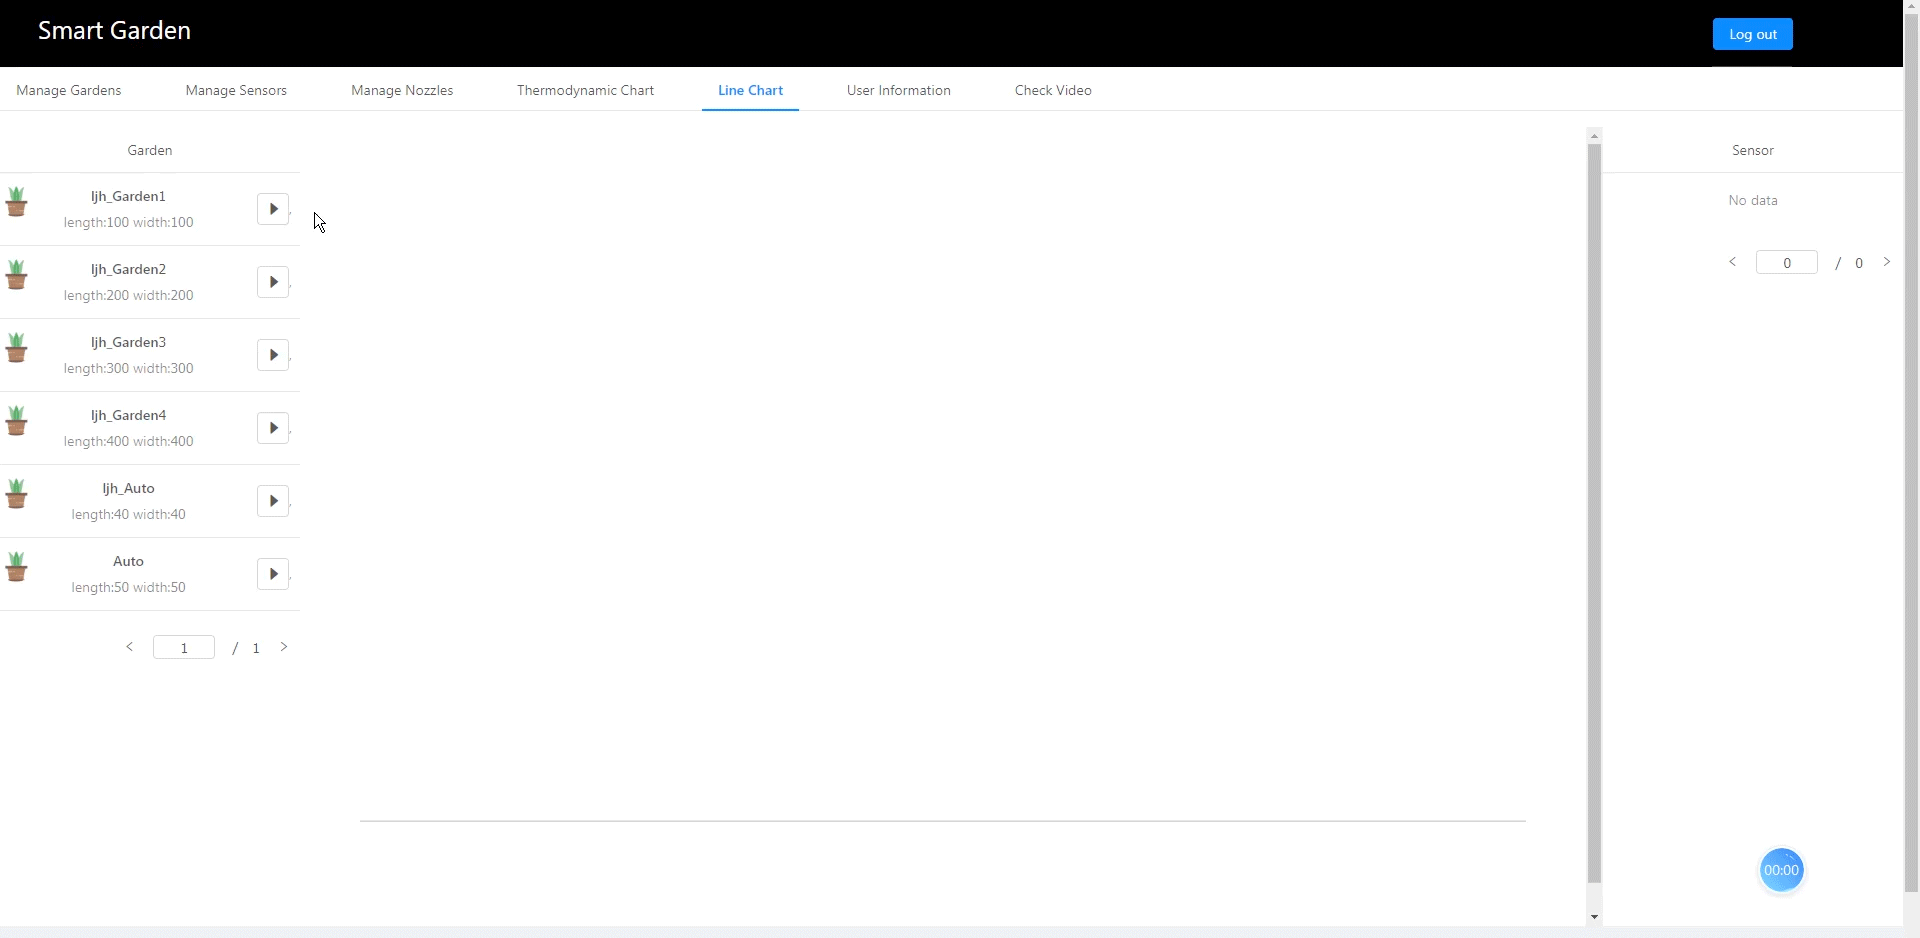 Smart Garden
Log out
Manage Gardens Manage Sensors Manage Nozzles Thermodynamic Chart Line Chart User Information Check Video
Garden
ljh_Garden1
length:100 width:100
ljh_Garden2
length:200 width:200
ljh_Garden3
length:300 width:300
ljh_Garden4
length:400 width:400
ljh_Auto
length:40 width:40
Auto
length:50 width:50
< 1 / 1 >
Sensor
No data
< 0 / 0 >
00:00